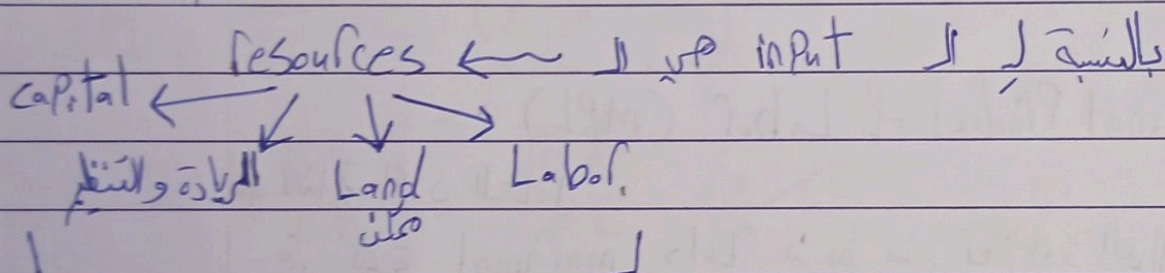 بالنسبة لـ الـ input هي الـ ← resources
capital
Labor. Land الريادة والتنظيم